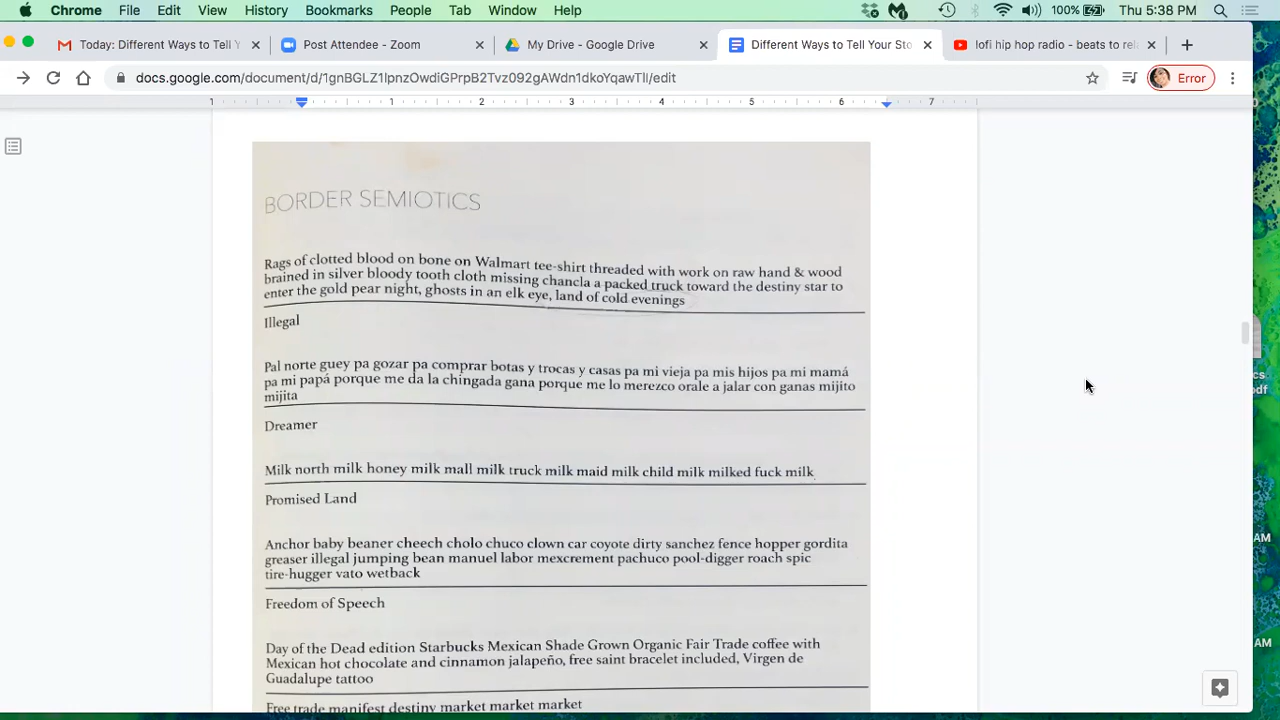 Chrome File Edit View History Bookmarks People Tab Window Help 100% Thu 5:38 PM
Today: Different Ways to Tell Y Post Attendee - Zoom My Drive - Google Drive Different Ways to Tell Your Sto lofi hip hop radio - beats to rel
docs.google.com/document/d/1gnBGLZ1lpnzOwdiGPrpB2Tvz092gAWdn1dkoYqawTlI/edit Error
1 1 2 3 4 5 6 7
BORDER SEMIOTICS
Rags of clotted blood on bone on Walmart tee-shirt threaded with work on raw hand & wood
brained in silver bloody tooth cloth missing chancla a packed truck toward the destiny star to
enter the gold pear night, ghosts in an elk eye, land of cold evenings
Illegal
Pal norte guey pa gozar pa comprar botas y trocas y casas pa mi vieja pa mis hijos pa mi mamá
pa mi papá porque me da la chingada gana porque me lo merezco orale a jalar con ganas mijito
mijita
Dreamer
Milk north milk honey milk mall milk truck milk maid milk child milk milked fuck milk
Promised Land
Anchor baby beaner cheech cholo chuco clown car coyote dirty sanchez fence hopper gordita
greaser illegal jumping bean manuel labor mexcrement pachuco pool-digger roach spic
tire-hugger vato wetback
Freedom of Speech
Day of the Dead edition Starbucks Mexican Shade Grown Organic Fair Trade coffee with
Mexican hot chocolate and cinnamon jalapeño, free saint bracelet included, Virgen de
Guadalupe tattoo
Free trade manifest destiny market market market
AM
AM